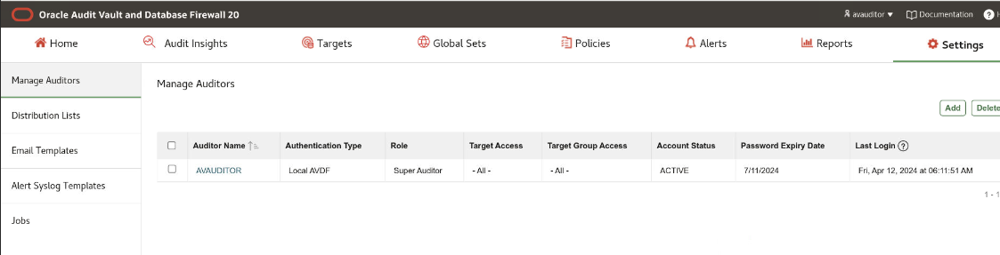 Oracle Audit Vault and Database Firewall 20 avauditor Documentation ? H
Home Audit Insights Targets Global Sets Policies Alerts Reports Settings
Manage Auditors
Distribution Lists
Email Templates
Alert Syslog Templates
Jobs
Manage Auditors
Add Delete
Auditor Name Authentication Type Role Target Access Target Group Access Account Status Password Expiry Date Last Login ?
AVAUDITOR Local AVDF Super Auditor - All - - All - ACTIVE 7/11/2024 Fri, Apr 12, 2024 at 06:11:51 AM
1 - 1